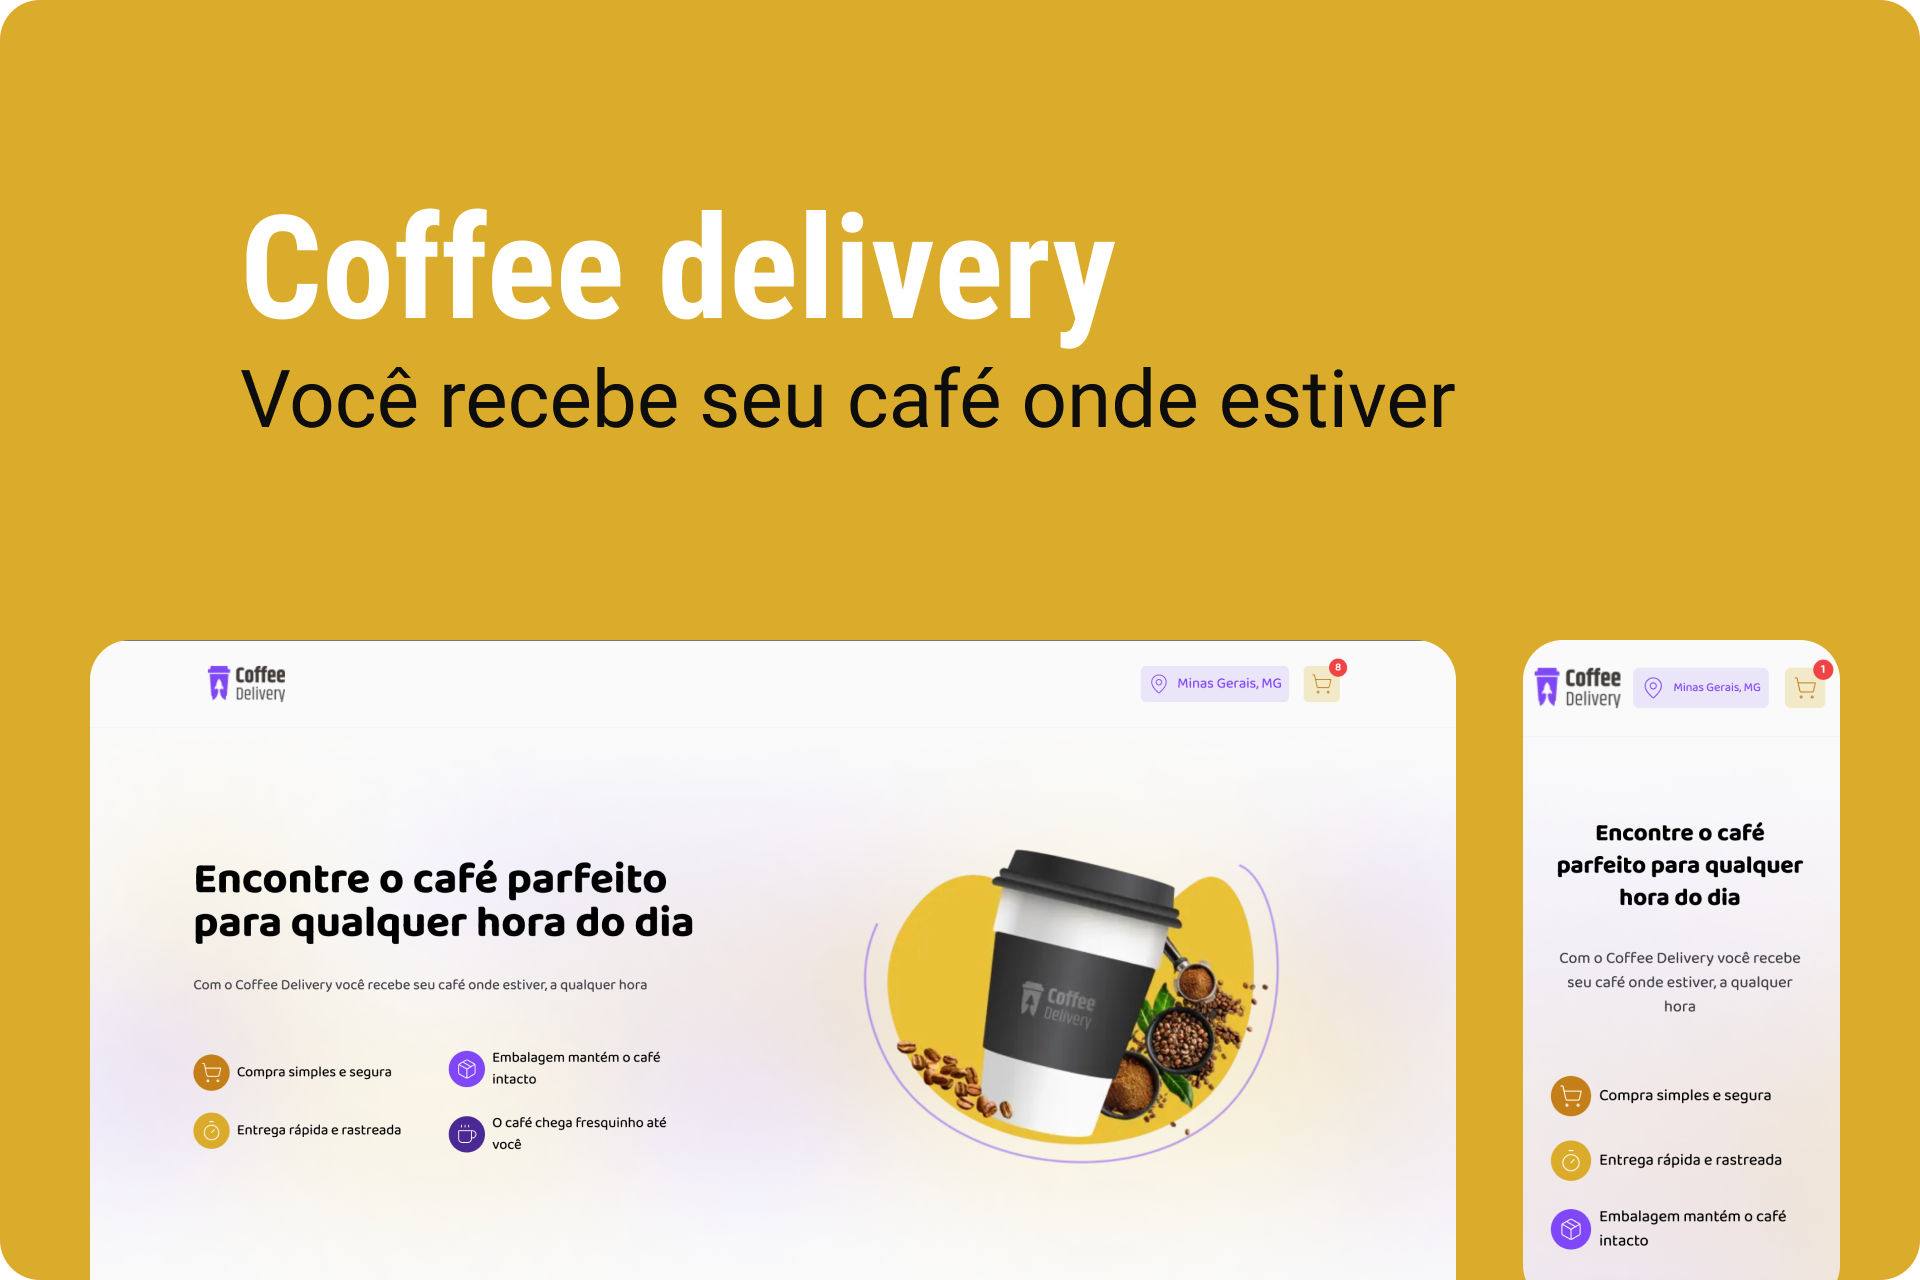 Coffee delivery
Você recebe seu café onde estiver
Coffee
Delivery
Minas Gerais, MG
8
Encontre o café parfeito
para qualquer hora do dia
Com o Coffee Delivery você recebe seu café onde estiver, a qualquer hora
Compra simples e segura
Embalagem mantém o café
intacto
Entrega rápida e rastreada
O café chega fresquinho até
você
Coffee
Delivery
Coffee
Delivery
Minas Gerais, MG
1
Encontre o café
parfeito para qualquer
hora do dia
Com o Coffee Delivery você recebe
seu café onde estiver, a qualquer
hora
Compra simples e segura
Entrega rápida e rastreada
Embalagem mantém o café
intacto